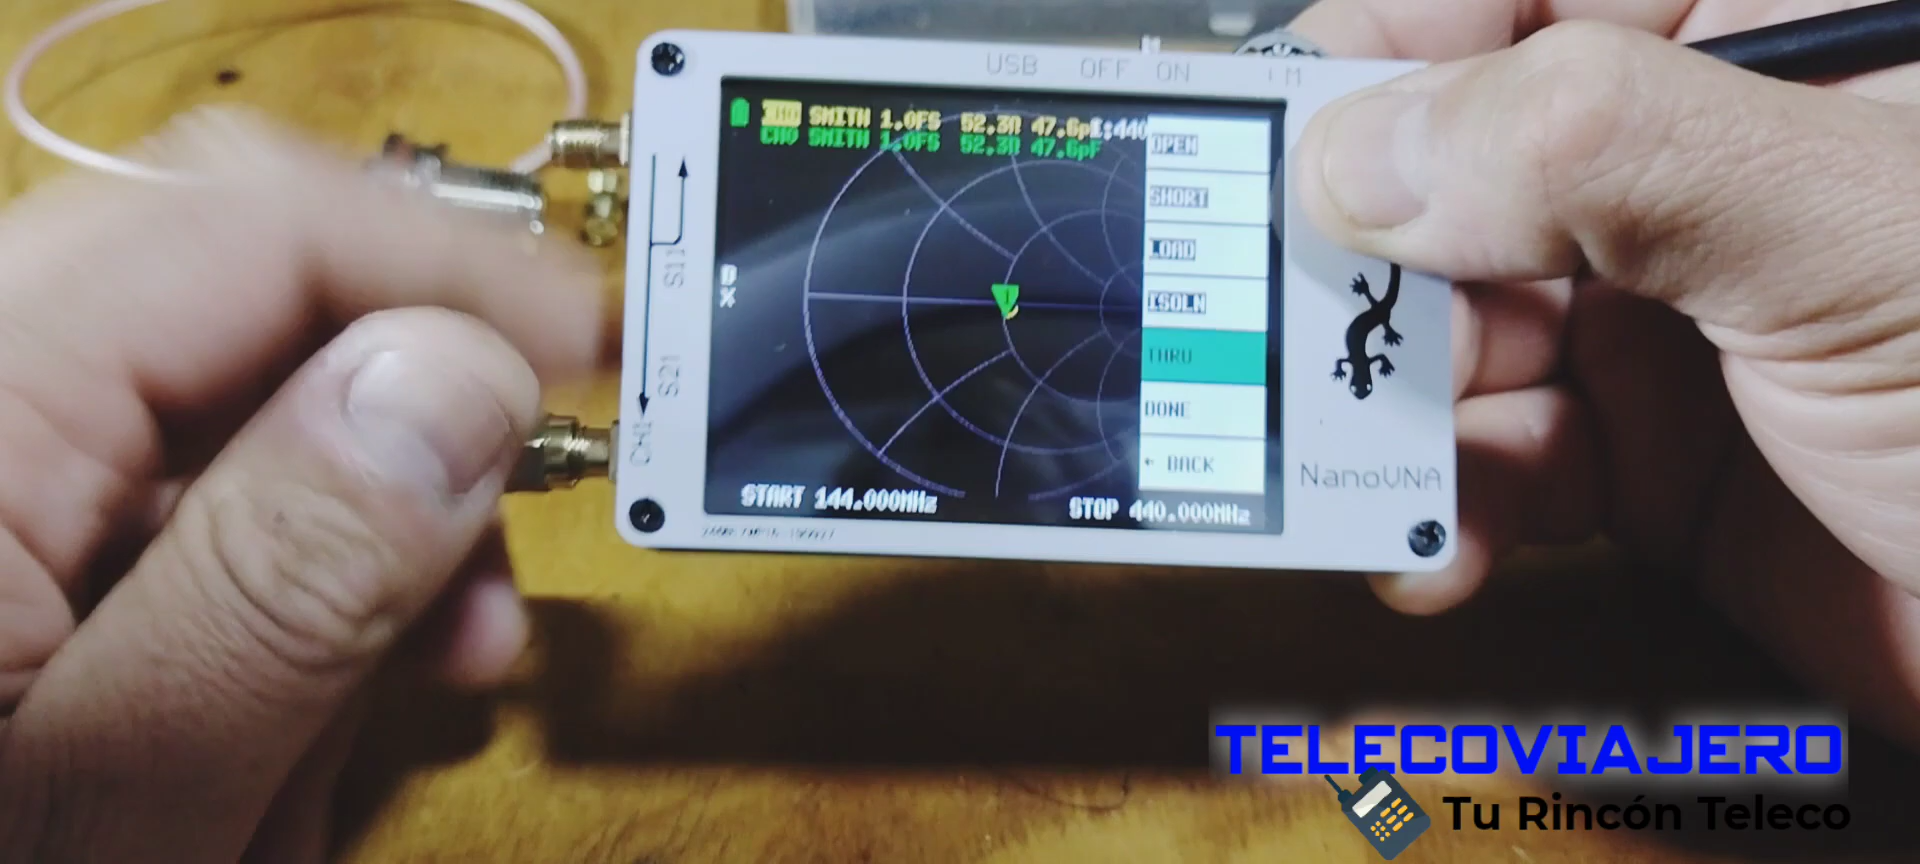 USB OFF ON
SMITH 1.0FS 52.3Ω 47.6p
CH0 SMITH 1.0FS 52.3Ω 47.6pF
OPEN
SHORT
LOAD
ISOLN
THRU
DONE
← BACK
D
X
1
START 144.000MHz
STOP 440.000MHz
S11
S21
CH1
NanoVNA
TELECOVIAJERO
Tu Rincón Teleco